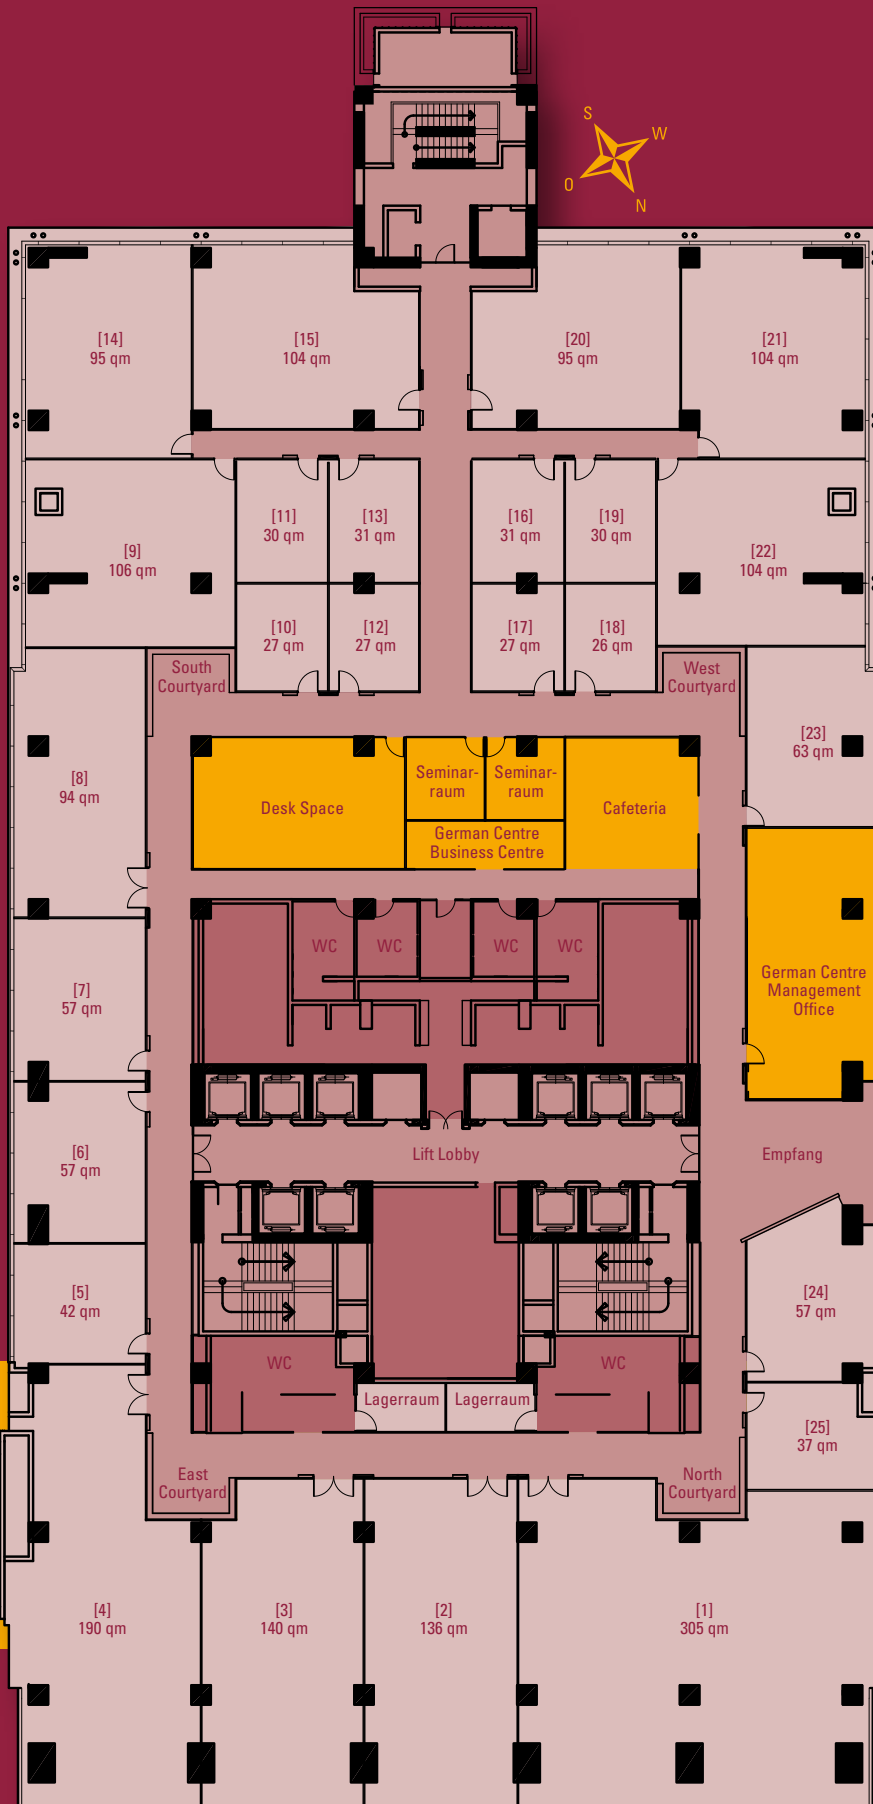 S
W
O
N
[14]
95 qm
[15]
104 qm
[20]
95 qm
[21]
104 qm
[11]
30 qm
[13]
31 qm
[16]
31 qm
[19]
30 qm
[9]
106 qm
[22]
104 qm
[10]
27 qm
[12]
27 qm
[17]
27 qm
[18]
26 qm
South
Courtyard
West
Courtyard
[23]
63 qm
[8]
94 qm
Desk Space
Seminar-
raum
Seminar-
raum
Cafeteria
German Centre
Business Centre
WC
WC
WC
WC
[7]
57 qm
German Centre
Management
Office
[6]
57 qm
Lift Lobby
Empfang
[5]
42 qm
[24]
57 qm
WC
WC
Lagerraum
Lagerraum
[25]
37 qm
East
Courtyard
North
Courtyard
[4]
190 qm
[3]
140 qm
[2]
136 qm
[1]
305 qm